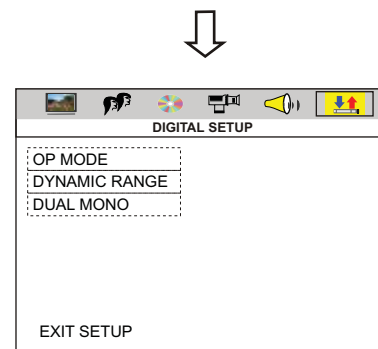 DIGITAL SETUP
OP MODE
DYNAMIC RANGE
DUAL MONO
EXIT SETUP